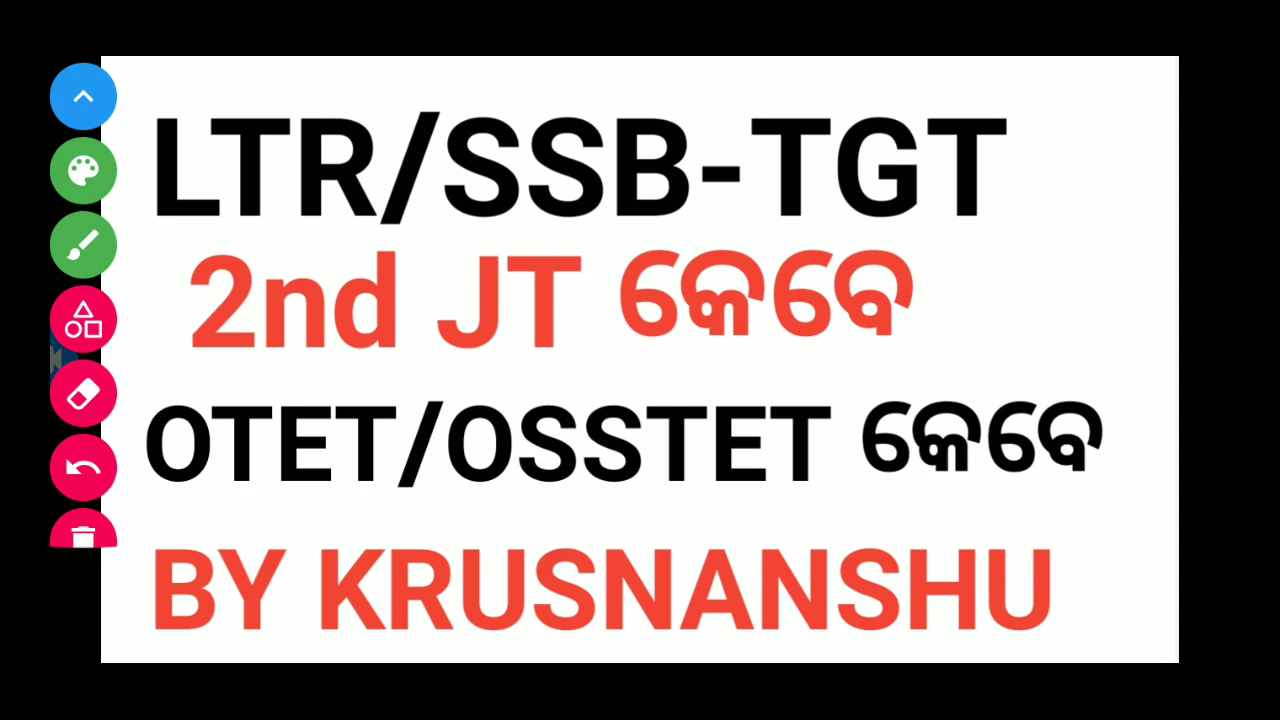 LTR/SSB-TGT
2nd JT କେବେ
OTET/OSSTET କେବେ
BY KRUSNANSHU